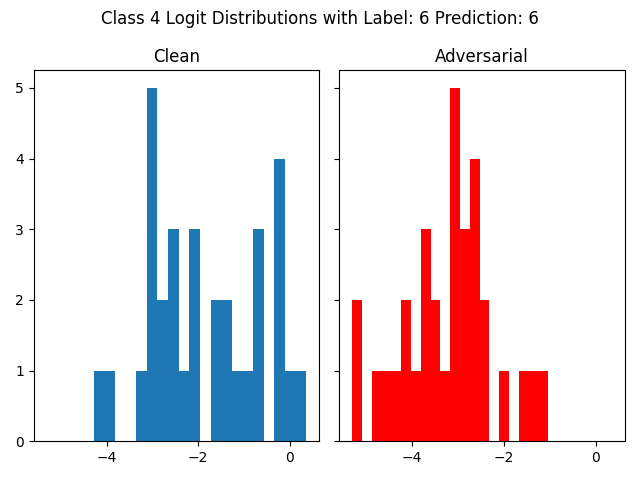 Class 4 Logit Distributions with Label: 6 Prediction: 6
Clean
Adversarial
5
4
3
2
1
0
−4 −2 0
−4 −2 0